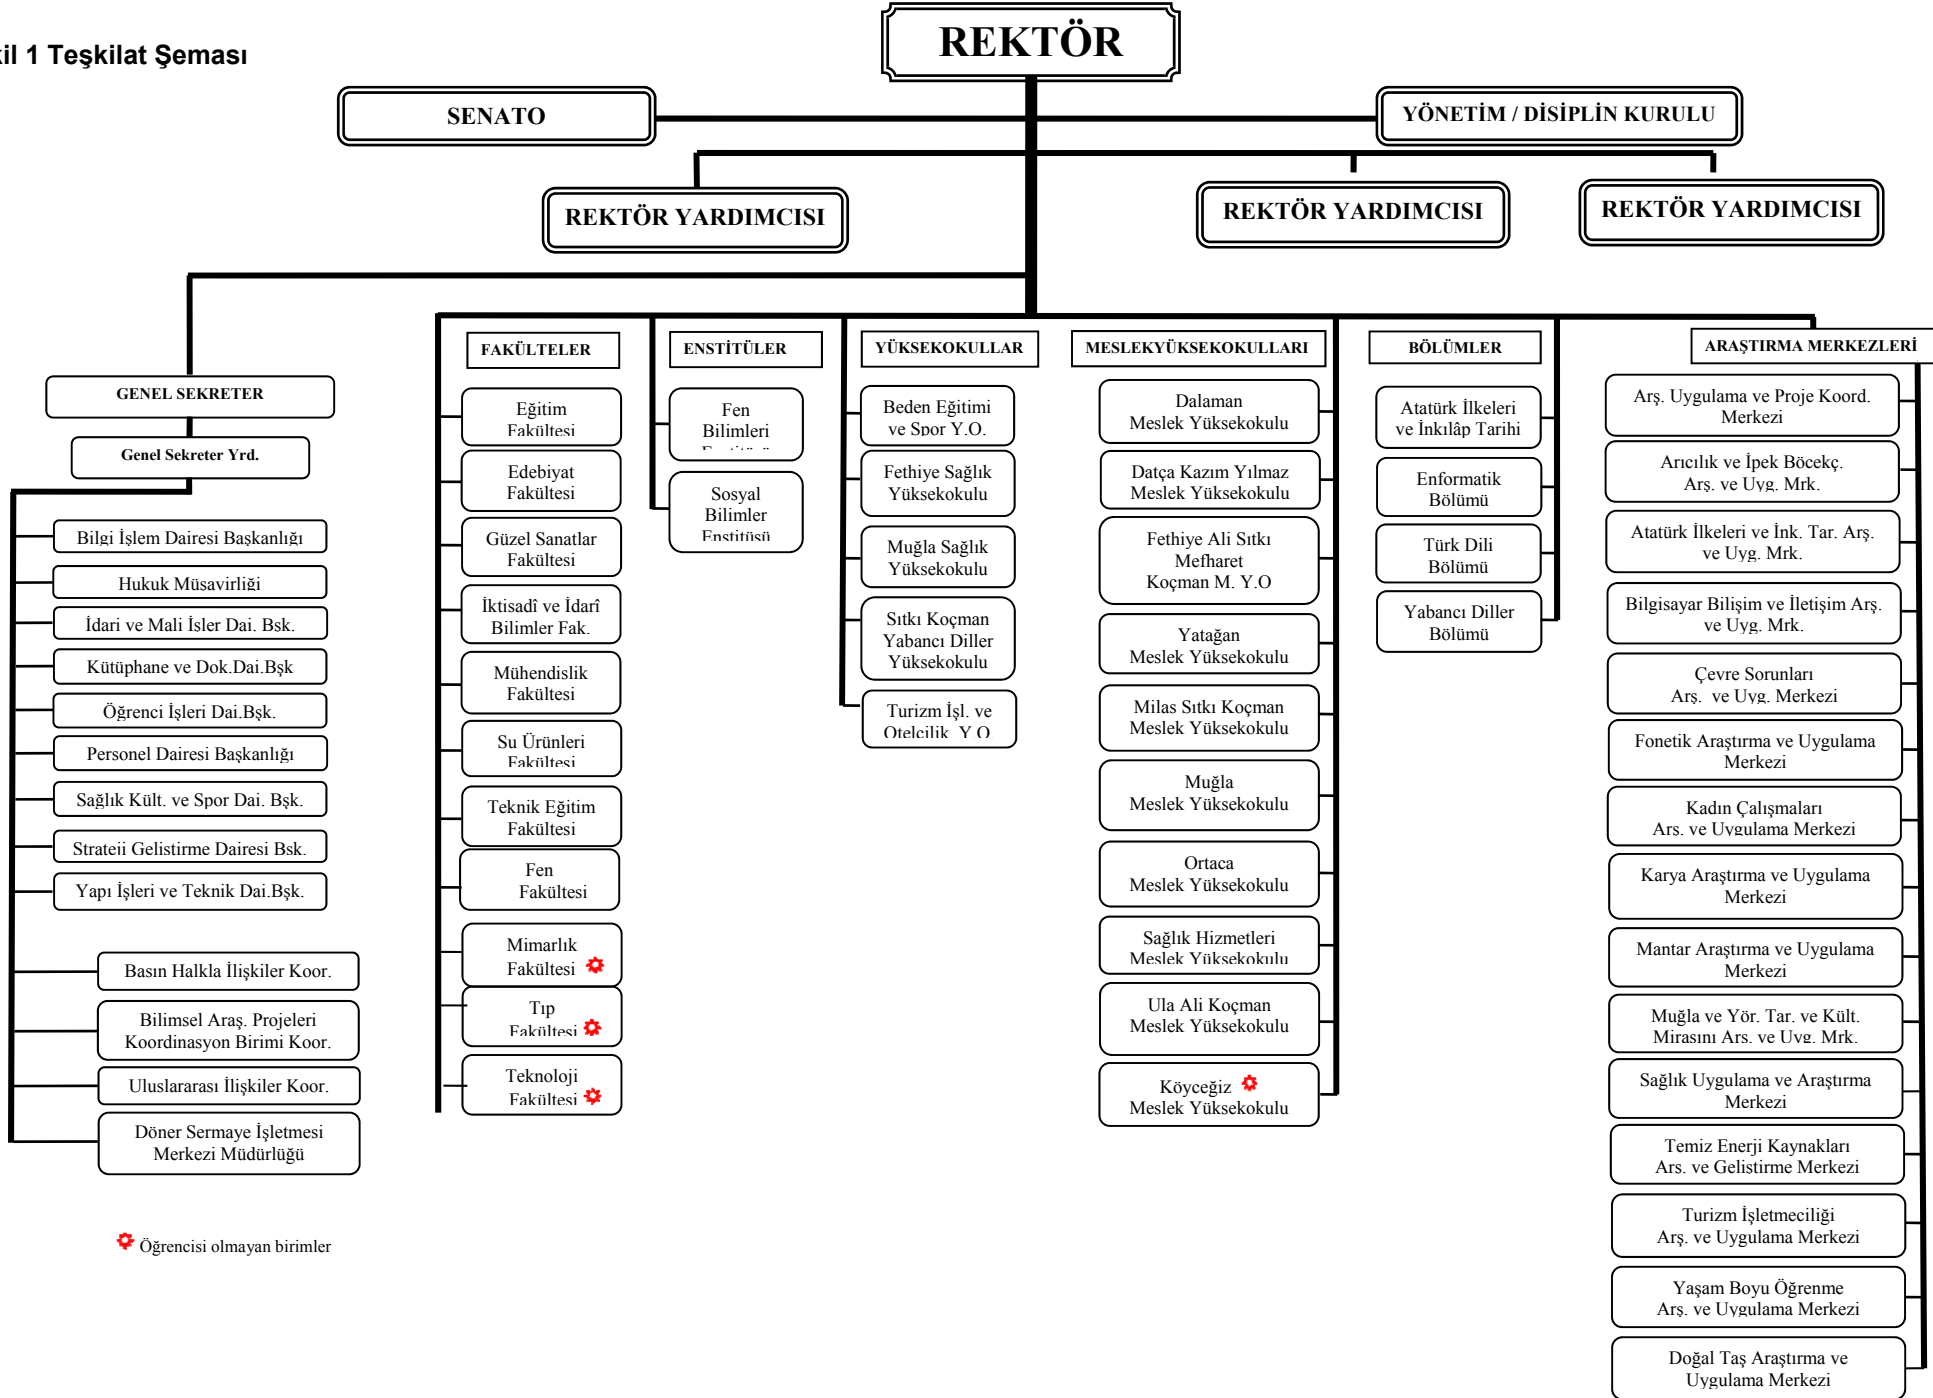 il 1 Teşkilat Şeması
REKTÖR
SENATO
YÖNETİM / DİSİPLİN KURULU
REKTÖR YARDIMCISI
REKTÖR YARDIMCISI
REKTÖR YARDIMCISI
GENEL SEKRETER
Genel Sekreter Yrd.
Bilgi İşlem Dairesi Başkanlığı
Hukuk Müşavirliği
İdari ve Mali İşler Dai. Bşk.
Kütüphane ve Dok.Dai.Bşk
Öğrenci İşleri Dai.Bşk.
Personel Dairesi Başkanlığı
Sağlık Kült. ve Spor Dai. Bşk.
Strateji Geliştirme Dairesi Bşk.
Yapı İşleri ve Teknik Dai.Bşk.
Basın Halkla İlişkiler Koor.
Bilimsel Araş. Projeleri
Koordinasyon Birimi Koor.
Uluslararası İlişkiler Koor.
Döner Sermaye İşletmesi
Merkezi Müdürlüğü
Öğrencisi olmayan birimler
FAKÜLTELER
Eğitim
Fakültesi
Edebiyat
Fakültesi
Güzel Sanatlar
Fakültesi
İktisadî ve İdarî
Bilimler Fak.
Mühendislik
Fakültesi
Su Ürünleri
Fakültesi
Teknik Eğitim
Fakültesi
Fen
Fakültesi
Mimarlık
Fakültesi
Tıp
Fakültesi
Teknoloji
Fakültesi
ENSTİTÜLER
Fen
Bilimleri
Enstitüsü
Sosyal
Bilimler
Enstitüsü
YÜKSEKOKULLAR
Beden Eğitimi
ve Spor Y.O.
Fethiye Sağlık
Yüksekokulu
Muğla Sağlık
Yüksekokulu
Sıtkı Koçman
Yabancı Diller
Yüksekokulu
Turizm İşl. ve
Otelcilik Y.O
MESLEKYÜKSEKOKULLARI
Dalaman
Meslek Yüksekokulu
Datça Kazım Yılmaz
Meslek Yüksekokulu
Fethiye Ali Sıtkı
Mefharet
Koçman M. Y.O
Yatağan
Meslek Yüksekokulu
Milas Sıtkı Koçman
Meslek Yüksekokulu
Muğla
Meslek Yüksekokulu
Ortaca
Meslek Yüksekokulu
Sağlık Hizmetleri
Meslek Yüksekokulu
Ula Ali Koçman
Meslek Yüksekokulu
Köyceğiz
Meslek Yüksekokulu
BÖLÜMLER
Atatürk İlkeleri
ve İnkılâp Tarihi
Enformatik
Bölümü
Türk Dili
Bölümü
Yabancı Diller
Bölümü
ARAŞTIRMA MERKEZLERİ
Arş. Uygulama ve Proje Koord.
Merkezi
Arıcılık ve İpek Böcekç.
Arş. ve Uyg. Mrk.
Atatürk İlkeleri ve İnk. Tar. Arş.
ve Uyg. Mrk.
Bilgisayar Bilişim ve İletişim Arş.
ve Uyg. Mrk.
Çevre Sorunları
Arş. ve Uyg. Merkezi
Fonetik Araştırma ve Uygulama
Merkezi
Kadın Çalışmaları
Arş. ve Uygulama Merkezi
Karya Araştırma ve Uygulama
Merkezi
Mantar Araştırma ve Uygulama
Merkezi
Muğla ve Yör. Tar. ve Kült.
Mirasını Arş. ve Uyg. Mrk.
Sağlık Uygulama ve Araştırma
Merkezi
Temiz Enerji Kaynakları
Arş. ve Geliştirme Merkezi
Turizm İşletmeciliği
Arş. ve Uygulama Merkezi
Yaşam Boyu Öğrenme
Arş. ve Uygulama Merkezi
Doğal Taş Araştırma ve
Uygulama Merkezi